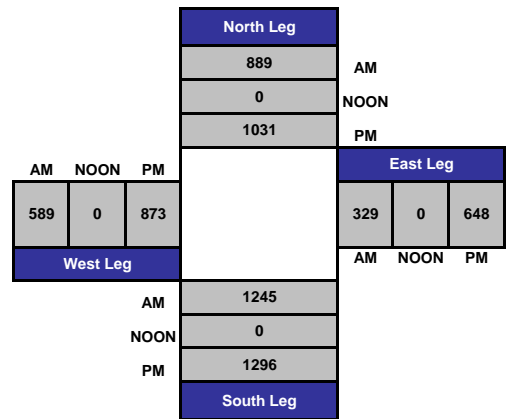 North Leg
889 AM
0 NOON
1031 PM
AM NOON PM
East Leg
589 0 873
329 0 648
West Leg
AM NOON PM
AM 1245
NOON 0
PM 1296
South Leg